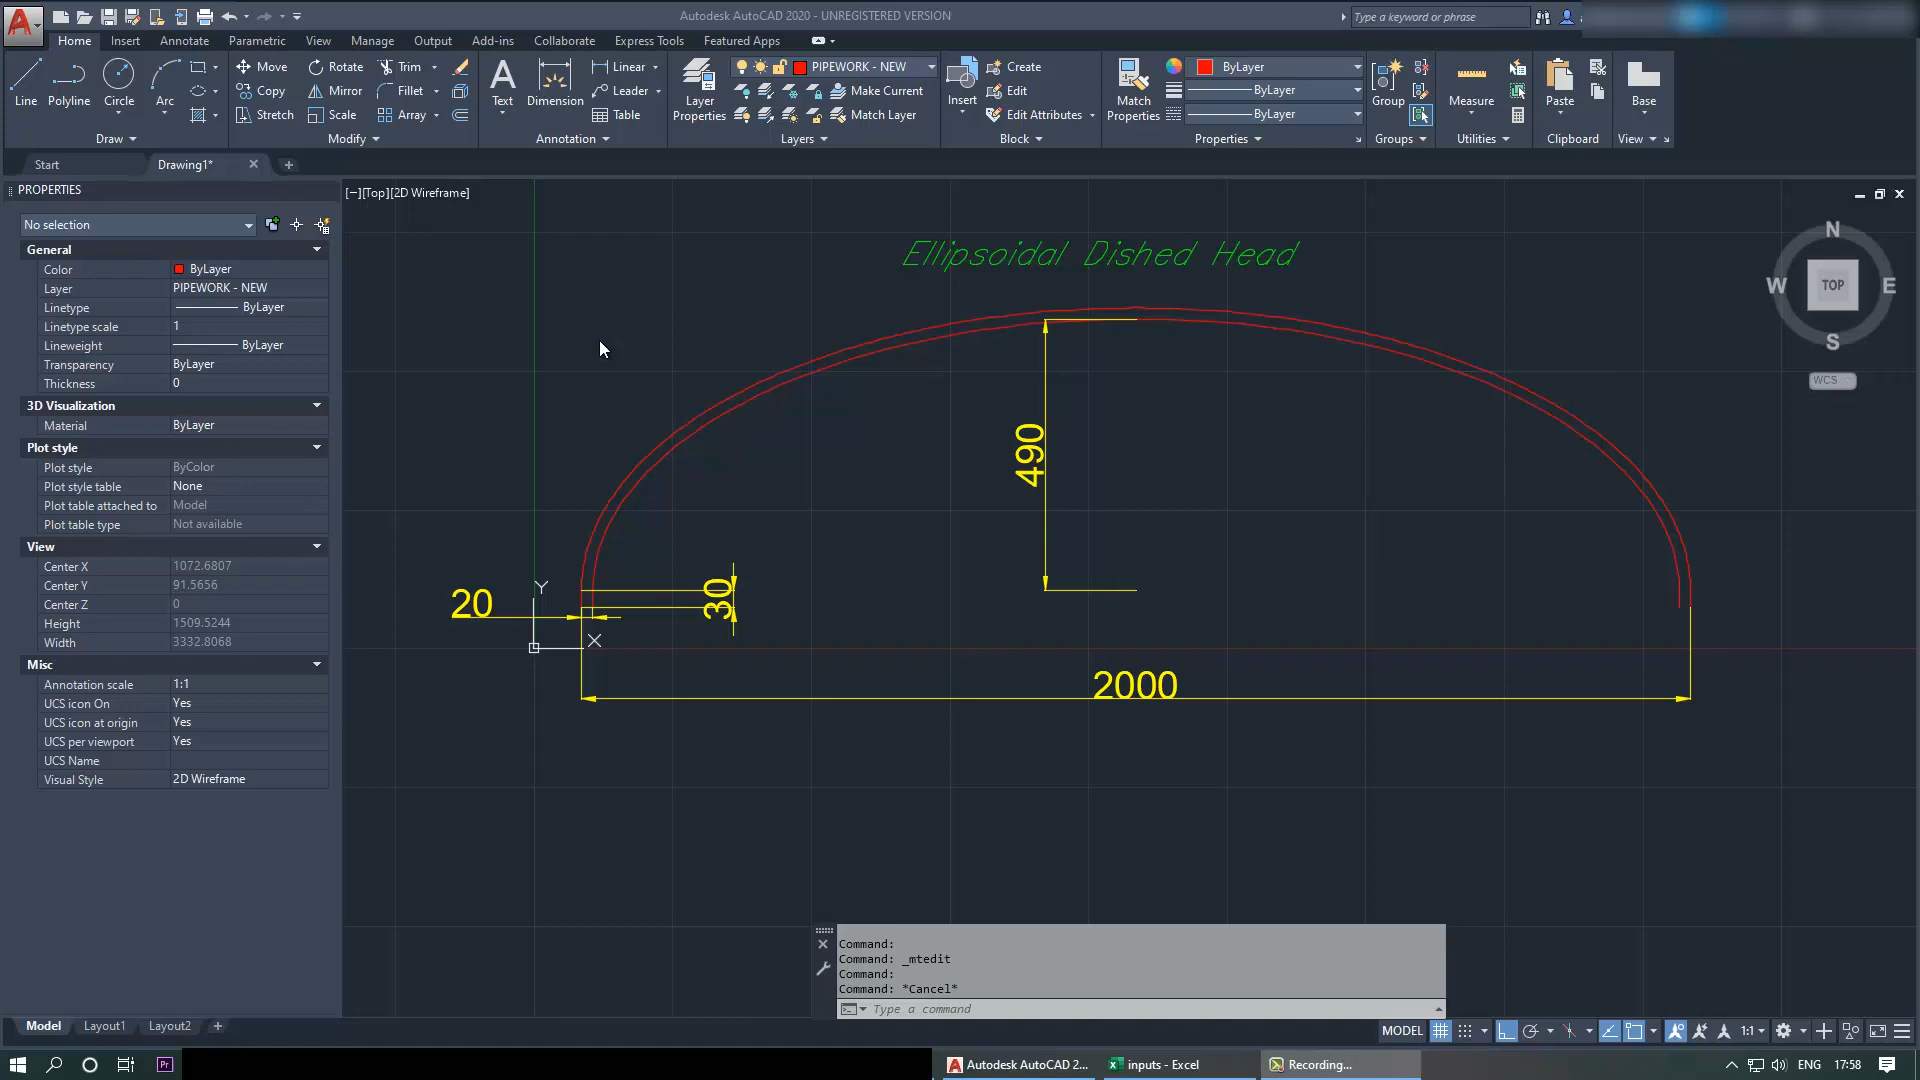 Autodesk AutoCAD 2020 - UNREGISTERED VERSION
Type a keyword or phrase
Home Insert Annotate Parametric View Manage Output Add-ins Collaborate Express Tools Featured Apps
Line Polyline Circle Arc
Draw
Move Rotate Trim
Copy Mirror Fillet
Stretch Scale Array
Modify
Text Dimension
Linear
Leader
Table
Annotation
Layer Properties
PIPEWORK - NEW
Make Current
Match Layer
Layers
Insert
Create
Edit
Edit Attributes
Block
Match Properties
ByLayer
ByLayer
ByLayer
Properties
Group
Groups
Measure
Utilities
Paste
Clipboard
Base
View
Start Drawing1*
PROPERTIES
No selection
General
Color ByLayer
Layer PIPEWORK - NEW
Linetype ByLayer
Linetype scale 1
Lineweight ByLayer
Transparency ByLayer
Thickness 0
3D Visualization
Material ByLayer
Plot style
Plot style ByColor
Plot style table None
Plot table attached to Model
Plot table type Not available
View
Center X 1072.6807
Center Y 91.5656
Center Z 0
Height 1509.5244
Width 3332.8068
Misc
Annotation scale 1:1
UCS icon On Yes
UCS icon at origin Yes
UCS per viewport Yes
UCS Name
Visual Style 2D Wireframe
[−][Top][2D Wireframe]
Ellipsoidal Dished Head
490
20
30
2000
Y
X
N
W TOP E
S
WCS
Command:
Command: _mtedit
Command:
Command: *Cancel*
Type a command
Model Layout1 Layout2
MODEL 1:1
Pr
Autodesk AutoCAD 2... inputs - Excel Recording...
ENG 17:58